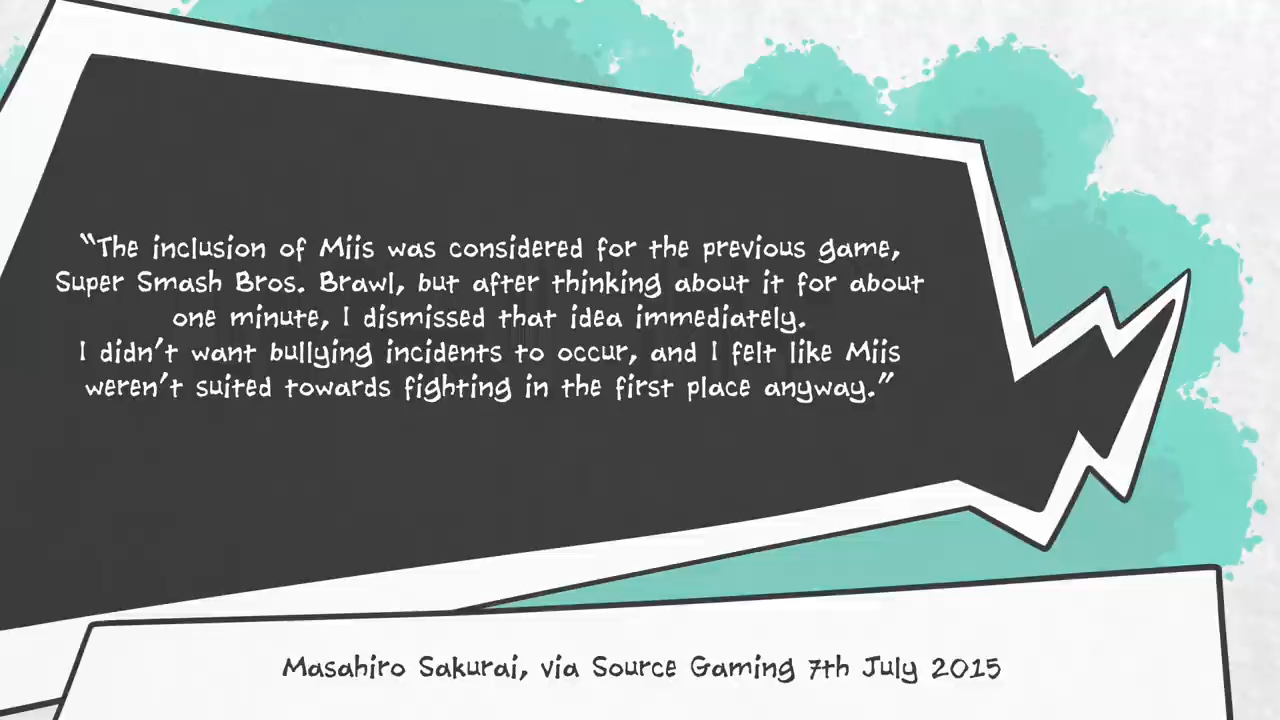 “The inclusion of Miis was considered for the previous game,
Super Smash Bros. Brawl, but after thinking about it for about
one minute, I dismissed that idea immediately.
I didn’t want bullying incidents to occur, and I felt like Miis
weren’t suited towards fighting in the first place anyway.”
Masahiro Sakurai, via Source Gaming 7th July 2015